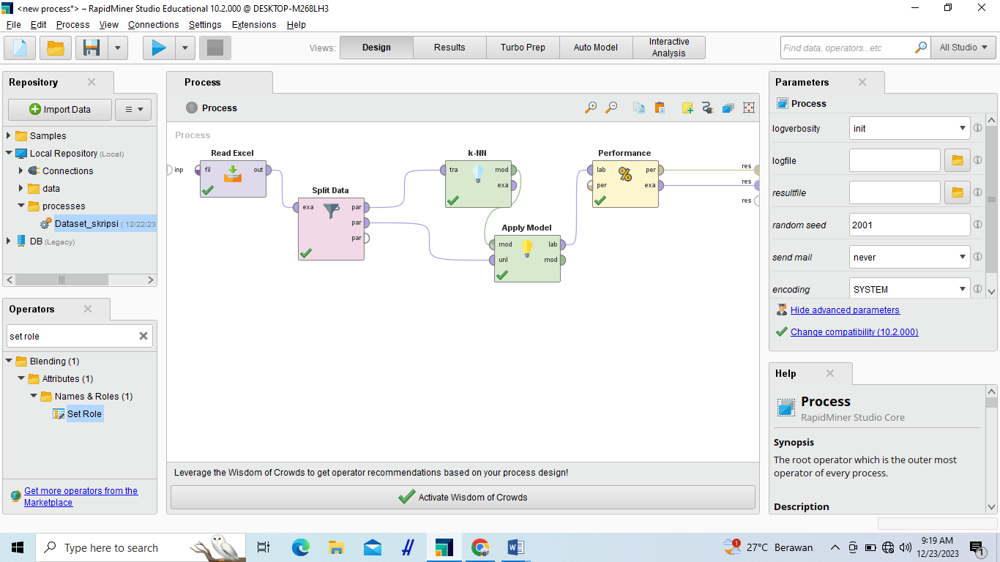 <new process*> – RapidMiner Studio Educational 10.2.000 @ DESKTOP-M268LH3
File Edit Process View Connections Settings Extensions Help
Views: Design Results Turbo Prep Auto Model Interactive Analysis
Find data, operators...etc
All Studio
Repository
Import Data
Samples
Local Repository (Local)
Connections
data
processes
Dataset_skripsi ( 12/22/23
DB (Legacy)
Operators
set role
Blending (1)
Attributes (1)
Names & Roles (1)
Set Role
Get more operators from the
Marketplace
Process
Process
Process
inp
Read Excel
fil out
Split Data
exa par
par
par
k-NN
tra mod
exa
Apply Model
mod lab
unl mod
Performance
lab per
per exa
res
res
res
Leverage the Wisdom of Crowds to get operator recommendations based on your process design!
Activate Wisdom of Crowds
Parameters
Process
logverbosity init
logfile
resultfile
random seed 2001
send mail never
encoding SYSTEM
Hide advanced parameters
Change compatibility (10.2.000)
Help
Process
RapidMiner Studio Core
Synopsis
The root operator which is the outer most
operator of every process.
Description
Type here to search
1
27°C Berawan
9:19 AM
12/23/2023
1